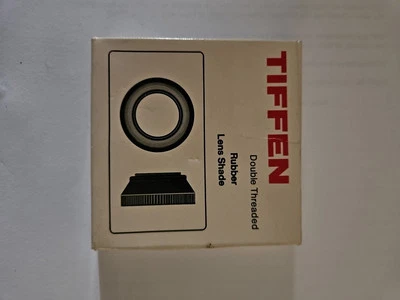 TIFFEN
Double Threaded
Rubber
Lens Shade